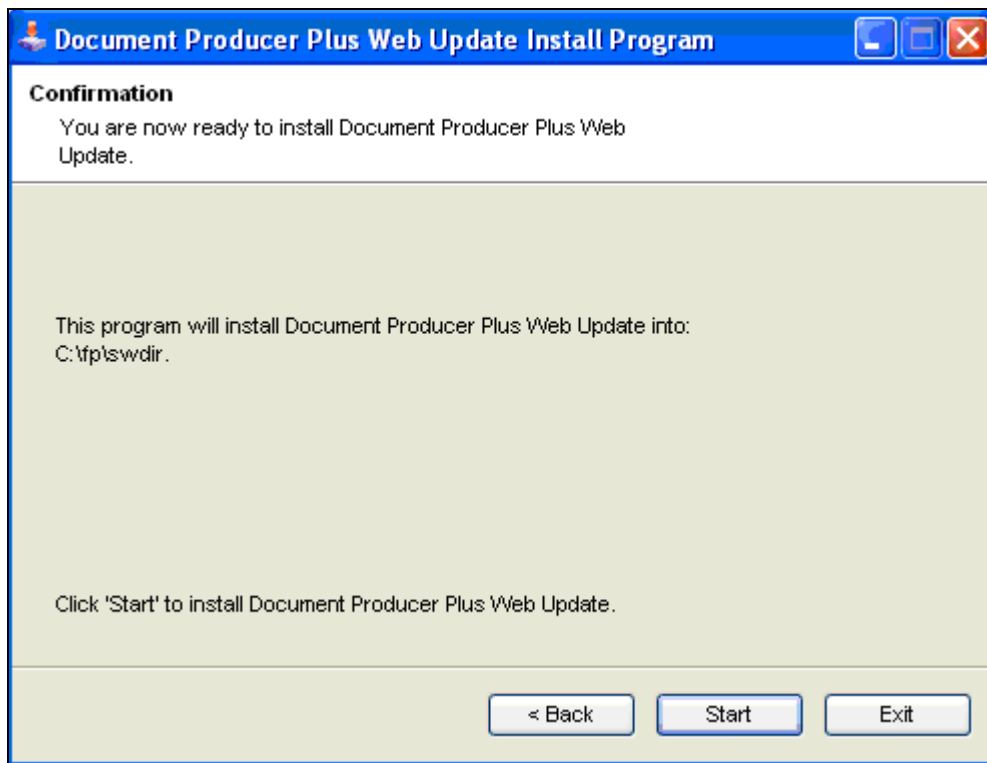 Document Producer Plus Web Update Install Program
Confirmation
You are now ready to install Document Producer Plus Web
Update.
This program will install Document Producer Plus Web Update into:
C:\fp\swdir.
Click 'Start' to install Document Producer Plus Web Update.
< Back
Start
Exit